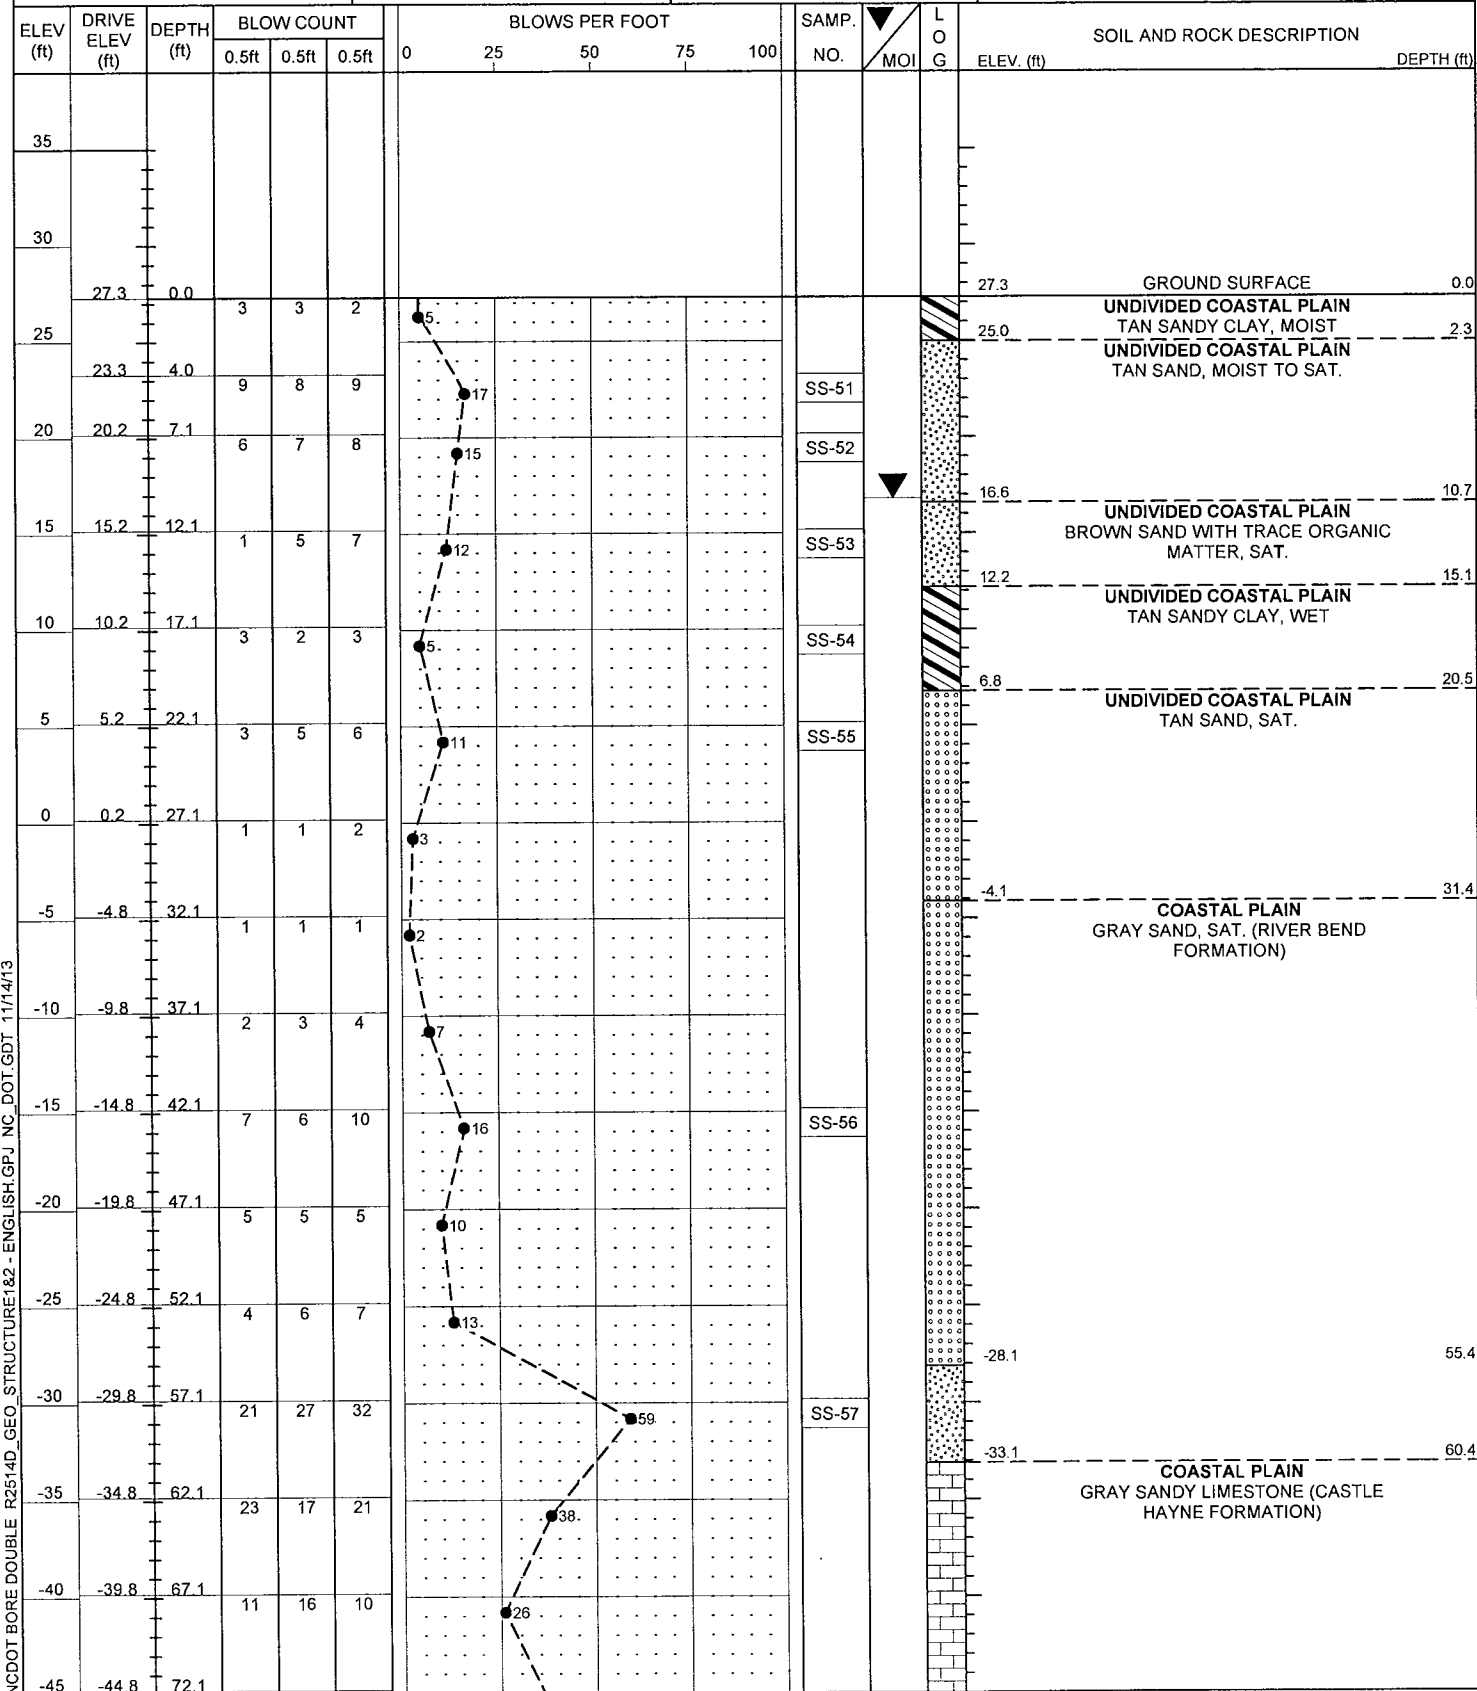 ELEV (ft) DRIVE ELEV (ft) DEPTH (ft) BLOW COUNT BLOWS PER FOOT SAMP. NO. MOI LOG SOIL AND ROCK DESCRIPTION
0.5ft 0.5ft 0.5ft 0 25 50 75 100 ELEV. (ft) DEPTH (ft)
35
30
27.3 GROUND SURFACE 0.0
27.3 0.0 3 3 2 5
UNDIVIDED COASTAL PLAIN
TAN SANDY CLAY, MOIST
25 25.0 2.3
UNDIVIDED COASTAL PLAIN
TAN SAND, MOIST TO SAT.
23.3 4.0 9 8 9 17 SS-51
20 20.2 7.1 6 7 8 15 SS-52
16.6 10.7
UNDIVIDED COASTAL PLAIN
BROWN SAND WITH TRACE ORGANIC
MATTER, SAT.
15 15.2 12.1 1 5 7 12 SS-53
12.2 15.1
UNDIVIDED COASTAL PLAIN
TAN SANDY CLAY, WET
10 10.2 17.1 3 2 3 5 SS-54
6.8 20.5
UNDIVIDED COASTAL PLAIN
TAN SAND, SAT.
5 5.2 22.1 3 5 6 11 SS-55
0 0.2 27.1 1 1 2 3
-4.1 31.4
COASTAL PLAIN
GRAY SAND, SAT. (RIVER BEND
FORMATION)
-5 -4.8 32.1 1 1 1 2
-10 -9.8 37.1 2 3 4 7
-15 -14.8 42.1 7 6 10 16 SS-56
-20 -19.8 47.1 5 5 5 10
-25 -24.8 52.1 4 6 7 13
-28.1 55.4
-30 -29.8 57.1 21 27 32 59 SS-57
-33.1 60.4
COASTAL PLAIN
GRAY SANDY LIMESTONE (CASTLE
HAYNE FORMATION)
-35 -34.8 62.1 23 17 21 38
-40 -39.8 67.1 11 16 10 26
-45 -44.8 72.1
NCDOT BORE DOUBLE R2514D_GEO_STRUCTURE1&2 - ENGLISH.GPJ NC_DOT.GDT 11/14/13